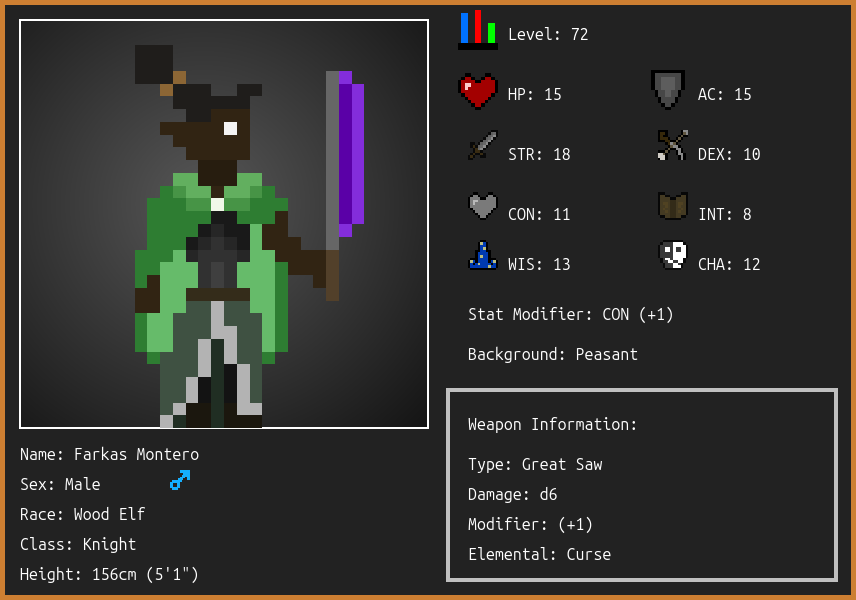 Level: 72
HP: 15
AC: 15
STR: 18
DEX: 10
CON: 11
INT: 8
WIS: 13
CHA: 12
Stat Modifier: CON (+1)
Background: Peasant
Weapon Information:
Type: Great Saw
Damage: d6
Modifier: (+1)
Elemental: Curse
Name: Farkas Montero
Sex: Male
Race: Wood Elf
Class: Knight
Height: 156cm (5'1")